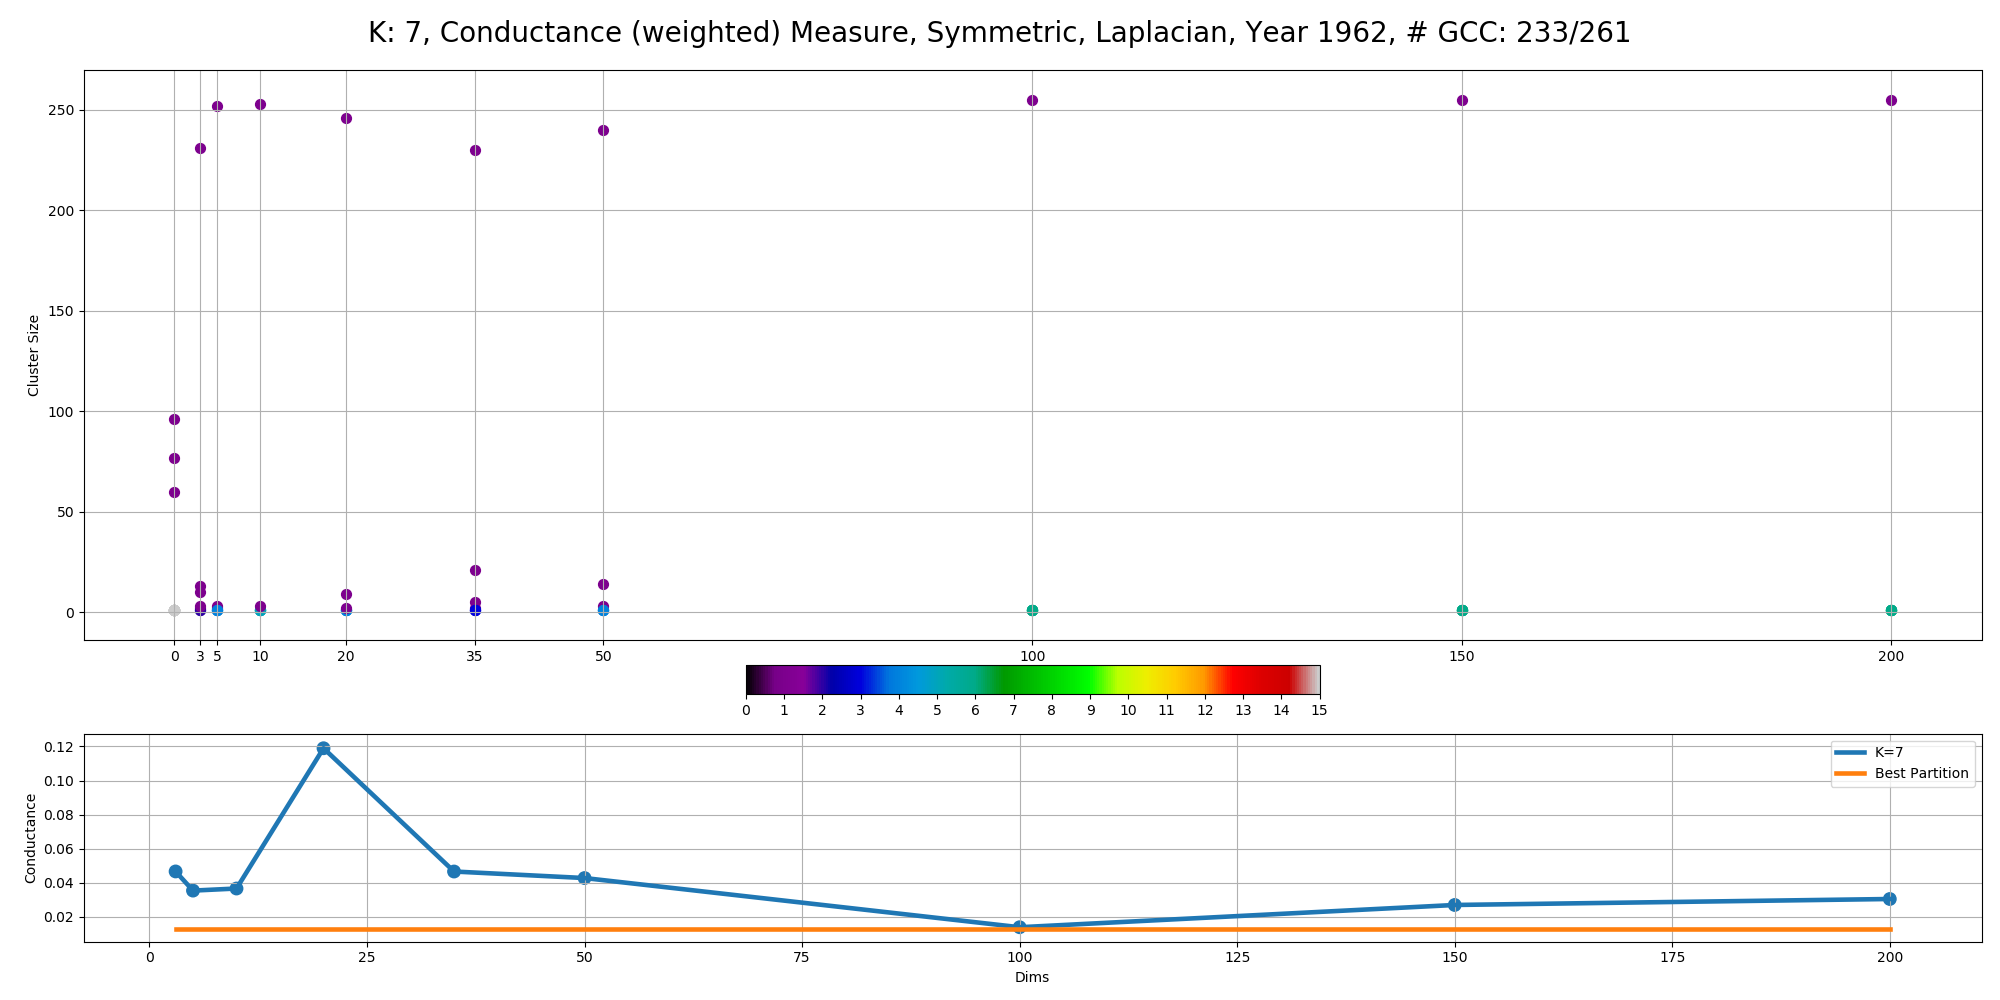 K: 7, Conductance (weighted) Measure, Symmetric, Laplacian, Year 1962, # GCC: 233/261
250
200
150
100
50
0
Cluster Size
0 3 5 10 20 35 50 100 150 200
0 1 2 3 4 5 6 7 8 9 10 11 12 13 14 15
0.12
0.10
0.08
0.06
0.04
0.02
Conductance
K=7
Best Partition
0 25 50 75 100 125 150 175 200
Dims